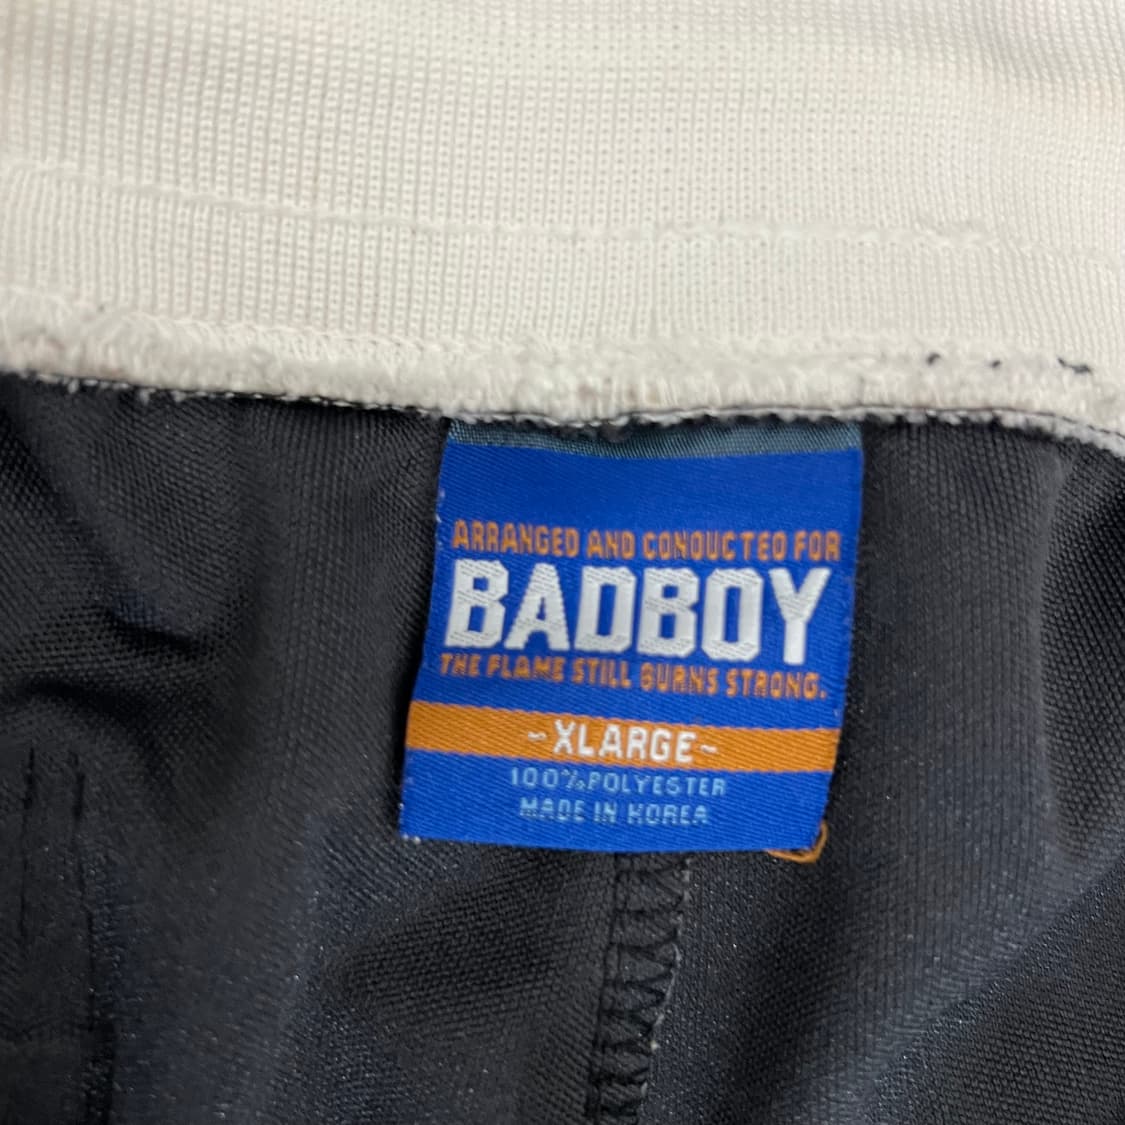 ARRANGED AND CONDUCTED FOR
BADBOY
THE FLAME STILL BURNS STRONG.
~XLARGE~
100%POLYESTER
MADE IN KOREA